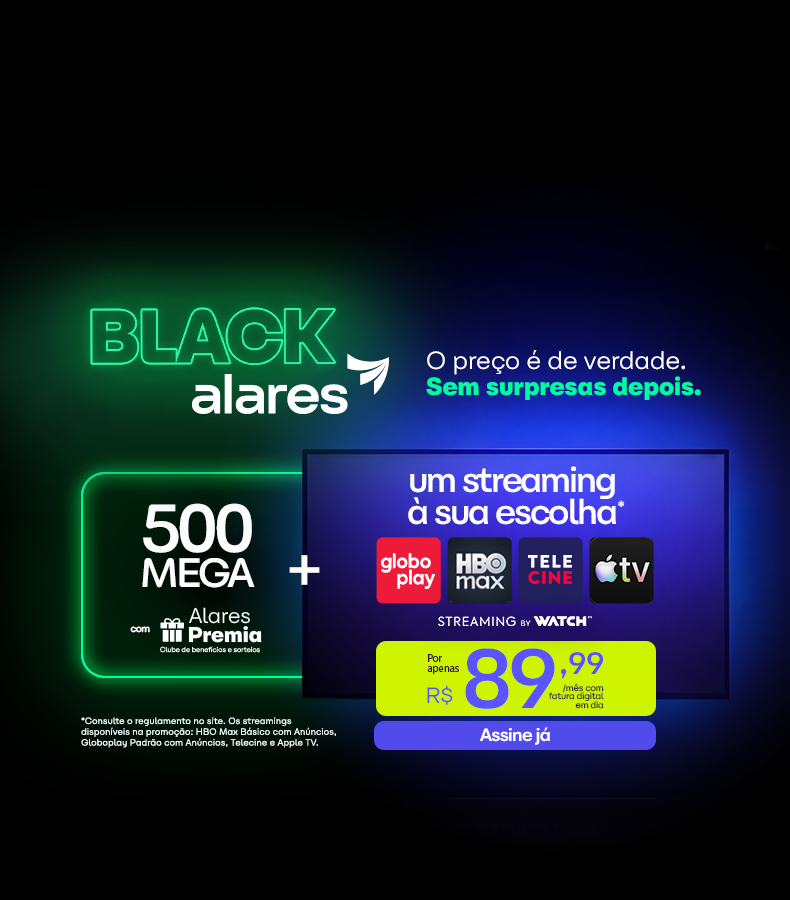 BLACK
alares
O preço é de verdade.
Sem surpresas depois.
500
MEGA
com
Alares
Premia
Clube de benefícios e sorteios
+
um streaming
à sua escolha*
globo
play
HBO
max
TELE
CINE
tv
STREAMING BY WATCH™
Por
apenas
R$ 89,99
/mês com
fatura digital
em dia
Assine já
*Consulte o regulamento no site. Os streamings
disponíveis na promoção: HBO Max Básico com Anúncios,
Globoplay Padrão com Anúncios, Telecine e Apple TV.